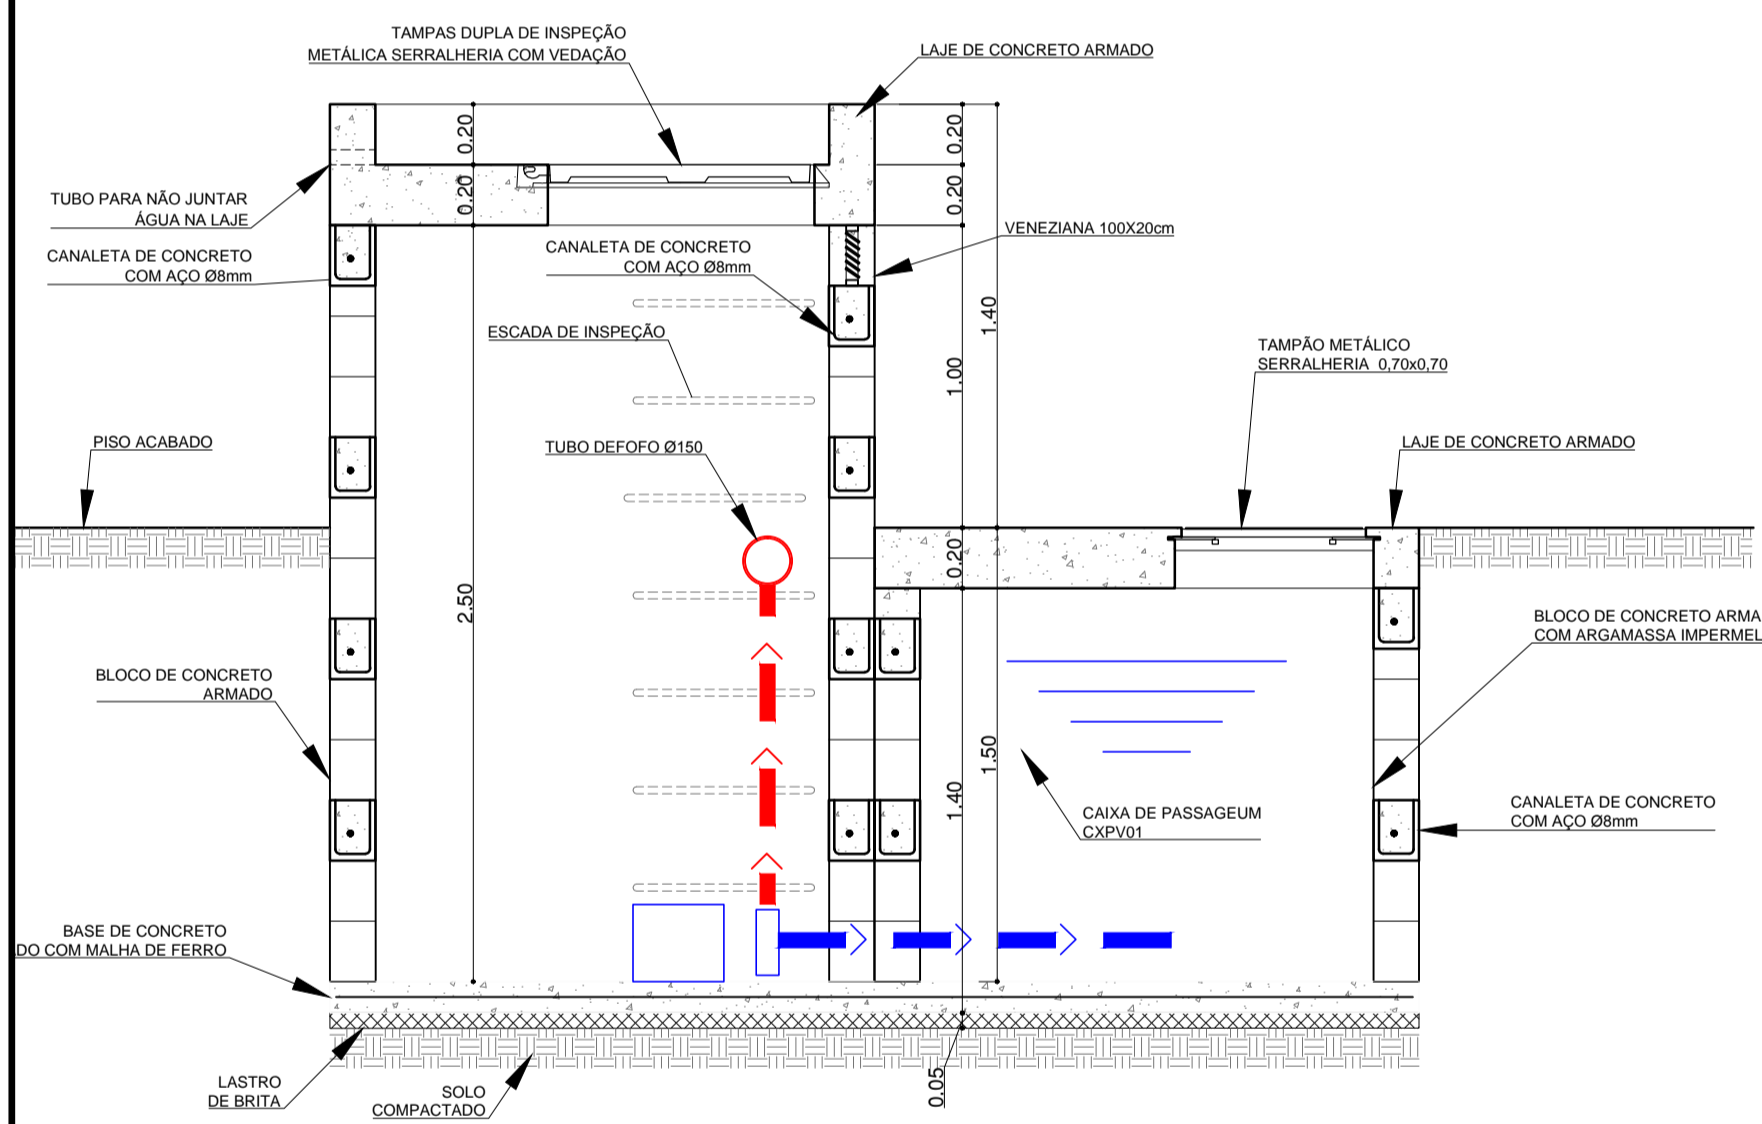 TAMPAS DUPLA DE INSPEÇÃO
METÁLICA SERRALHERIA COM VEDAÇÃO
LAJE DE CONCRETO ARMADO
0.20
0.20
0.20
0.20
TUBO PARA NÃO JUNTAR
ÁGUA NA LAJE
CANALETA DE CONCRETO
COM AÇO Ø8mm
CANALETA DE CONCRETO
COM AÇO Ø8mm
VENEZIANA 100X20cm
ESCADA DE INSPEÇÃO
1.40
1.00
TAMPÃO METÁLICO
SERRALHERIA 0,70x0,70
PISO ACABADO
TUBO DEFOFO Ø150
LAJE DE CONCRETO ARMADO
0.20
2.50
BLOCO DE CONCRETO ARMA
COM ARGAMASSA IMPERMEL
BLOCO DE CONCRETO
ARMADO
1.50
1.40
CAIXA DE PASSAGEUM
CXPV01
CANALETA DE CONCRETO
COM AÇO Ø8mm
BASE DE CONCRETO
DO COM MALHA DE FERRO
LASTRO
DE BRITA
SOLO
COMPACTADO
0.05